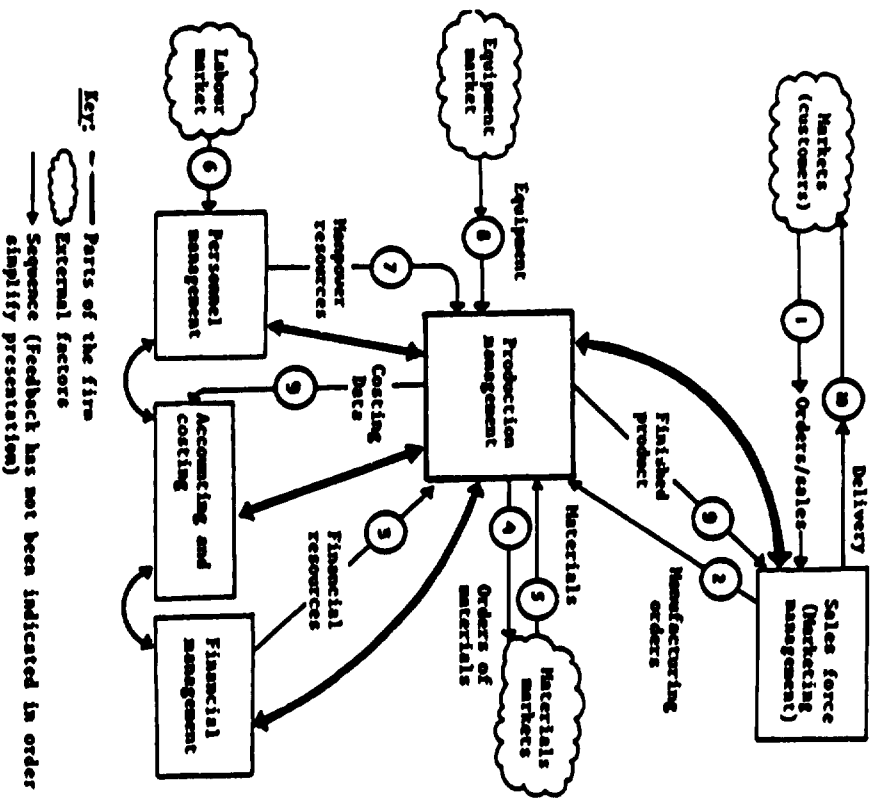 Delivery
10
Markets
(customers)
Sales force
(Marketing
management)
1
Orders/sales
2
9
Manufacturing
orders
Finished
product
Materials
5
Materials
markets
4
Orders of
materials
Equipment
8
Equipment
market
Production
management
7
Manpower
resources
Costing
Data
9
3
Financial
resources
Labour
market
6
Personnel
management
Accounting and
costing
Financial
management
Key:
Parts of the firm
External factors
Sequence (Feedback has not been indicated in order
simplify presentation)